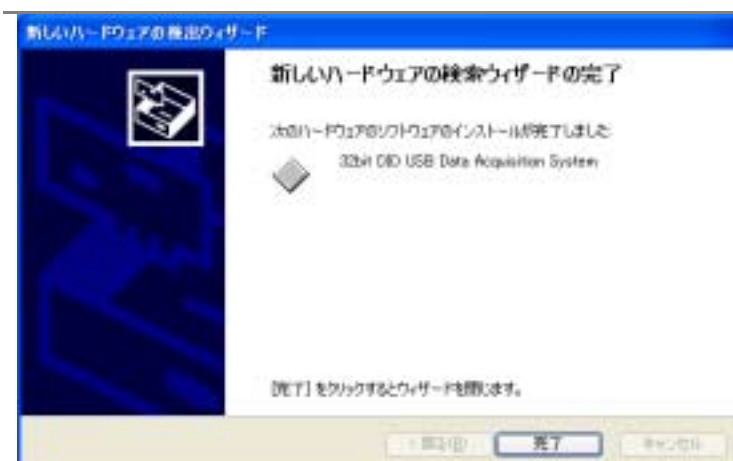 新しいハードウェアの検出ウィザード
新しいハードウェアの検索ウィザードの完了
次のハードウェアのソフトウェアのインストールが完了しました:
32bit DIO USB Data Acquisition System
[完了] をクリックするとウィザードを閉じます。
< 戻る(B)
完了
キャンセル